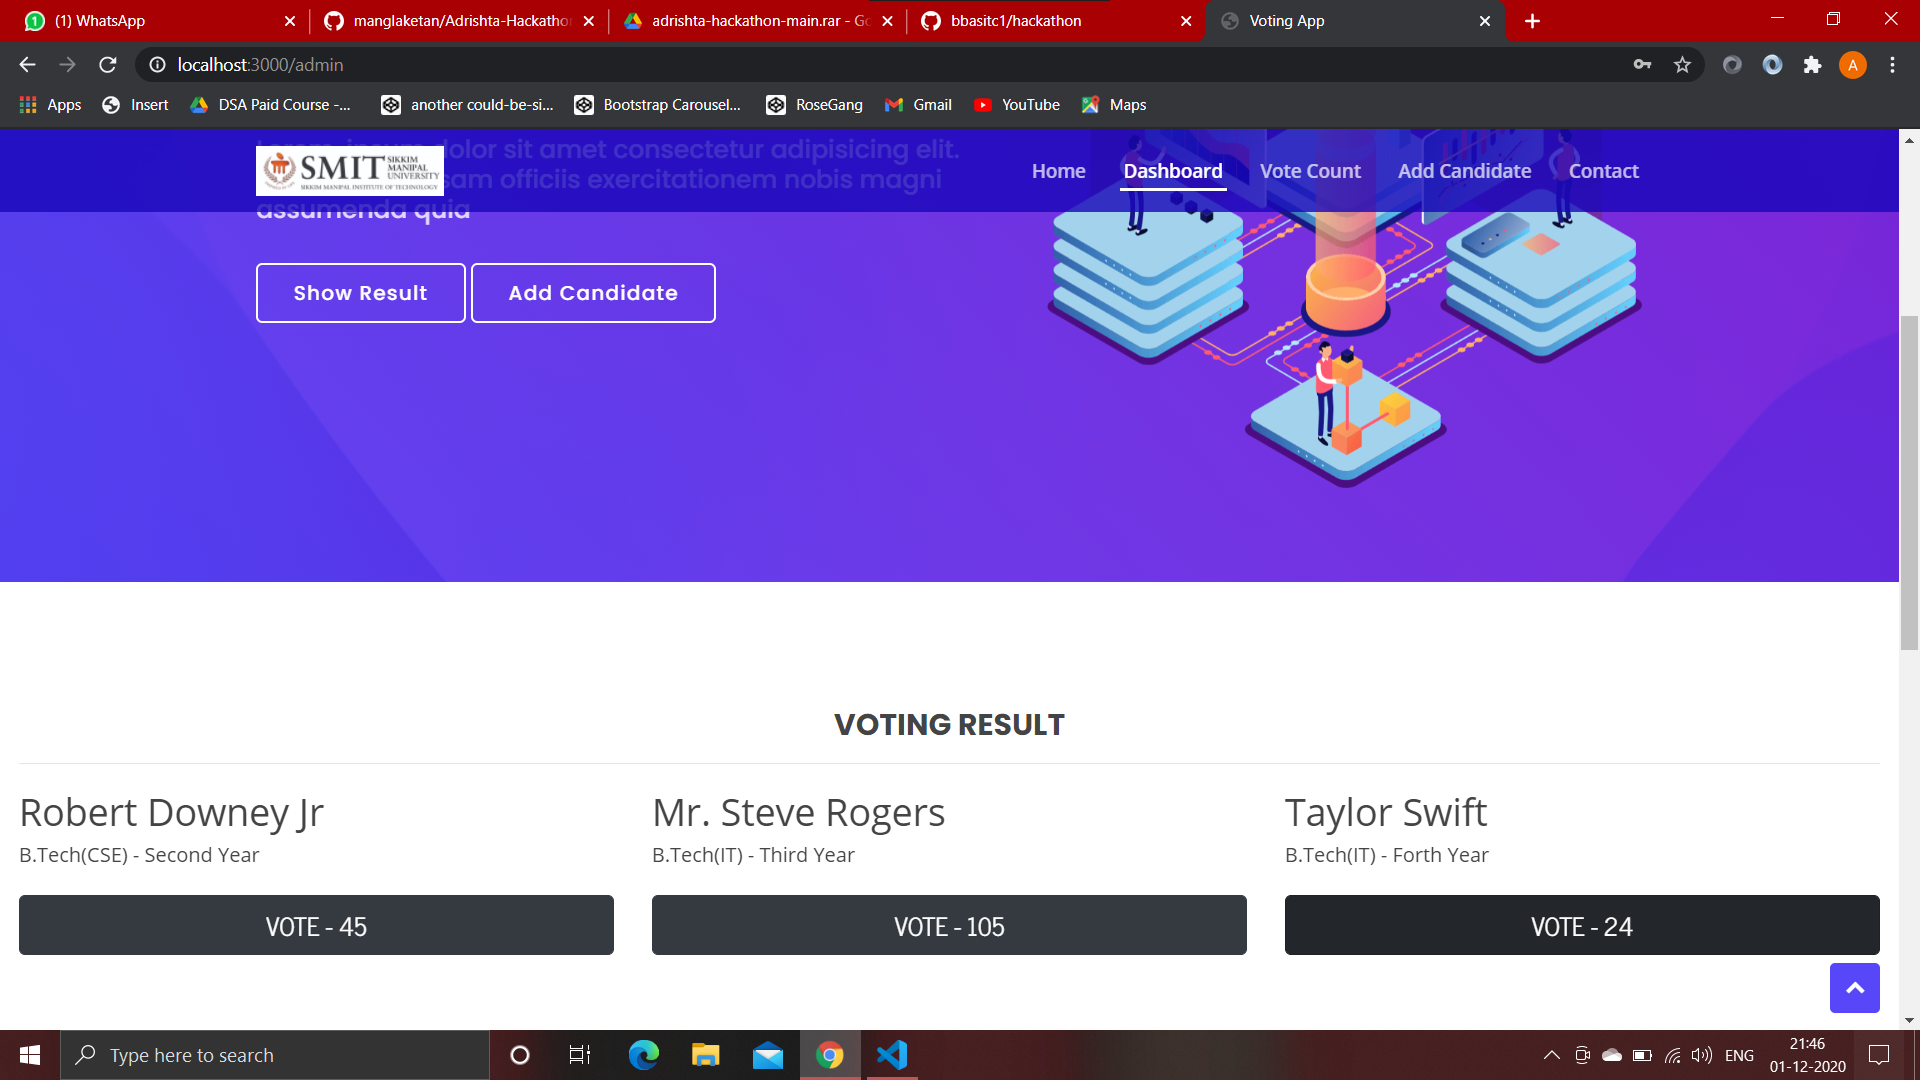 (1) WhatsApp
manglaketan/Adrishta-Hackathon
adrishta-hackathon-main.rar - Go
bbasitc1/hackathon
Voting App
localhost:3000/admin
A
Apps
Insert
DSA Paid Course -...
another could-be-si...
Bootstrap Carousel...
RoseGang
Gmail
YouTube
Maps
dolor sit amet consectetur adipisicing elit.
sam officiis exercitationem nobis magni
assumenda quia
SMIT SIKKIM
MANIPAL
UNIVERSITY
SIKKIM MANIPAL INSTITUTE OF TECHNOLOGY
Home
Dashboard
Vote Count
Add Candidate
Contact
Show Result
Add Candidate
VOTING RESULT
Robert Downey Jr
B.Tech(CSE) - Second Year
VOTE - 45
Mr. Steve Rogers
B.Tech(IT) - Third Year
VOTE - 105
Taylor Swift
B.Tech(IT) - Forth Year
VOTE - 24
Type here to search
ENG
21:46
01-12-2020